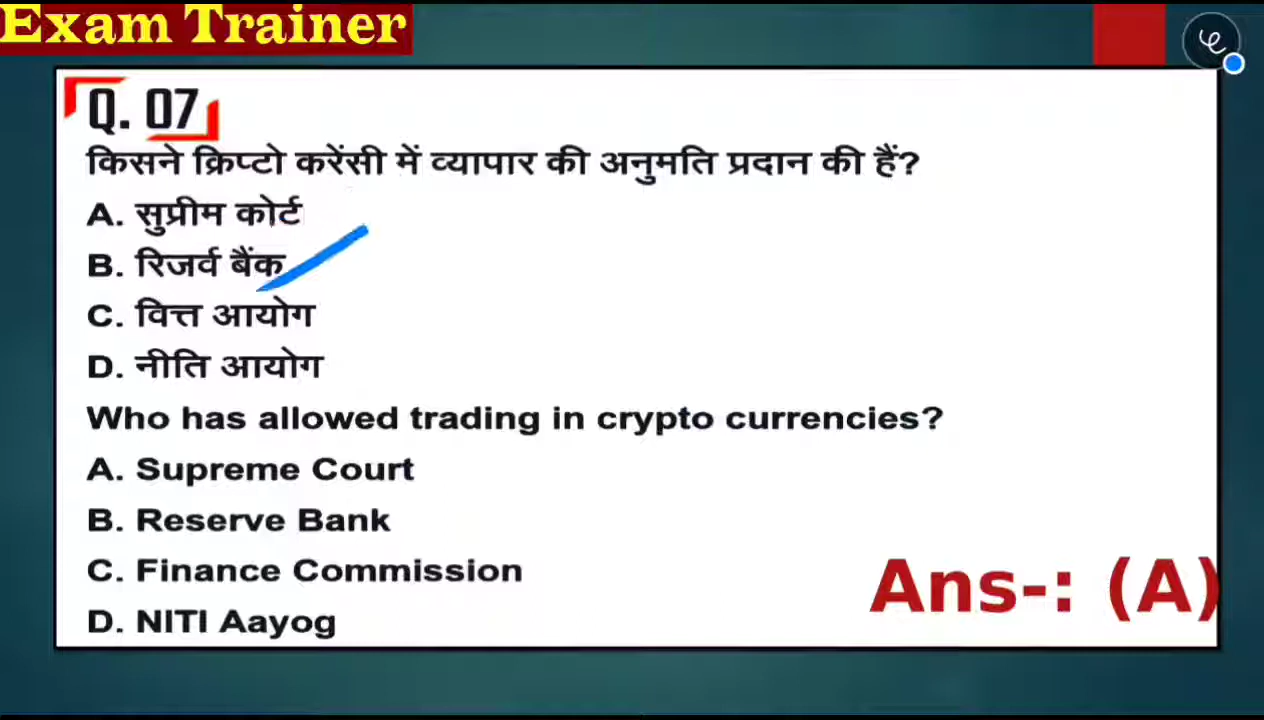 Exam Trainer
Q. 07
किसने क्रिप्टो करेंसी में व्यापार की अनुमति प्रदान की हैं?
A. सुप्रीम कोर्ट
B. रिजर्व बैंक
C. वित्त आयोग
D. नीति आयोग
Who has allowed trading in crypto currencies?
A. Supreme Court
B. Reserve Bank
C. Finance Commission
D. NITI Aayog
Ans-: (A)